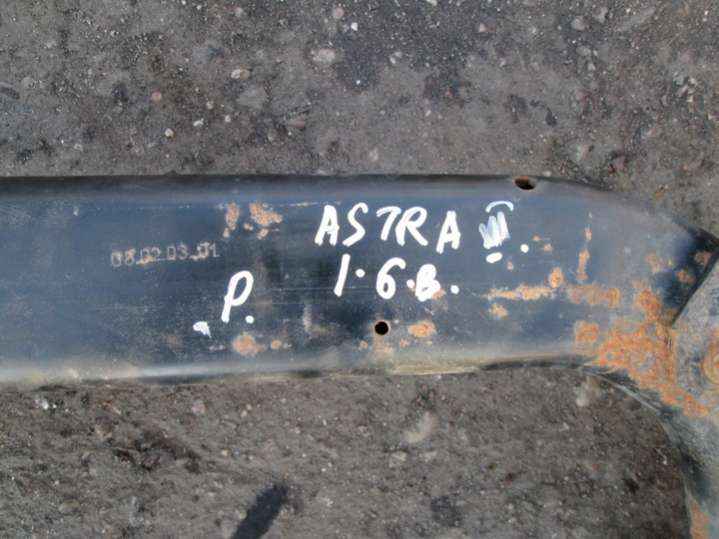 ASTRA III.
08.02.03 01
1.6.B.
P.